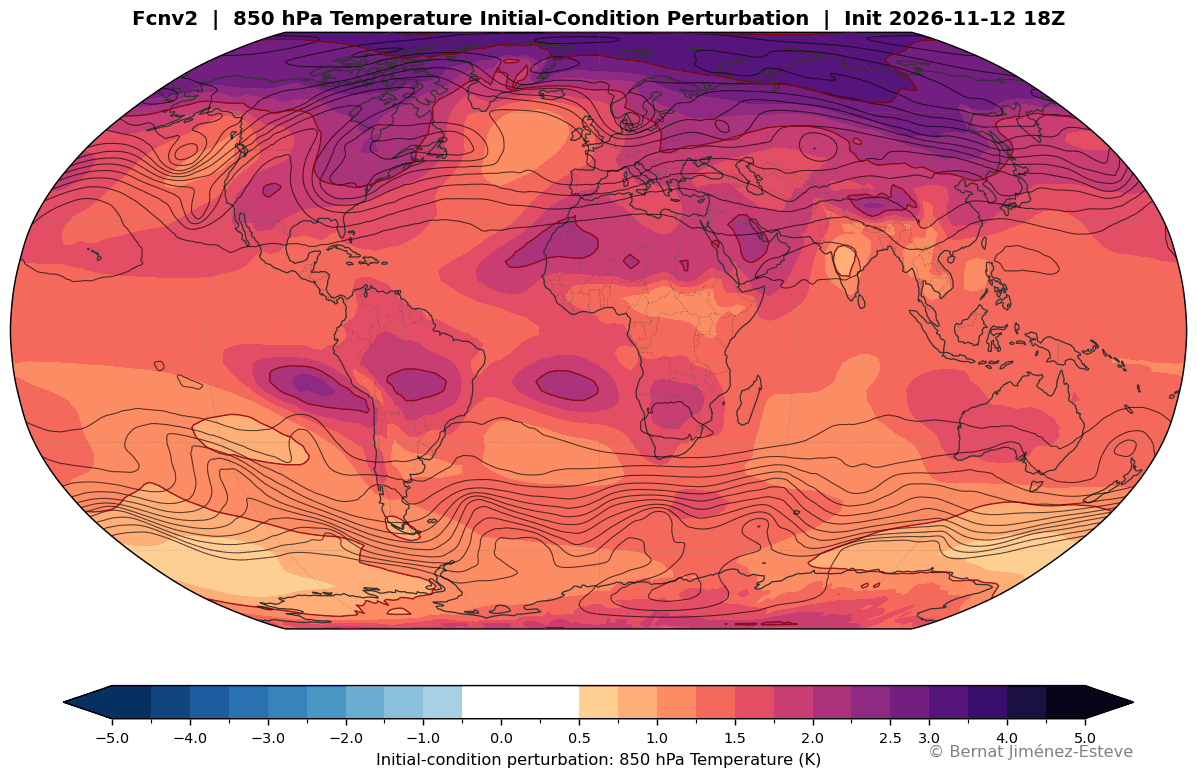 Fcnv2 | 850 hPa Temperature Initial-Condition Perturbation | Init 2026-11-12 18Z
−5.0 −4.0 −3.0 −2.0 −1.0 0.0 0.5 1.0 1.5 2.0 2.5 3.0 4.0 5.0
© Bernat Jiménez-Esteve
Initial-condition perturbation: 850 hPa Temperature (K)